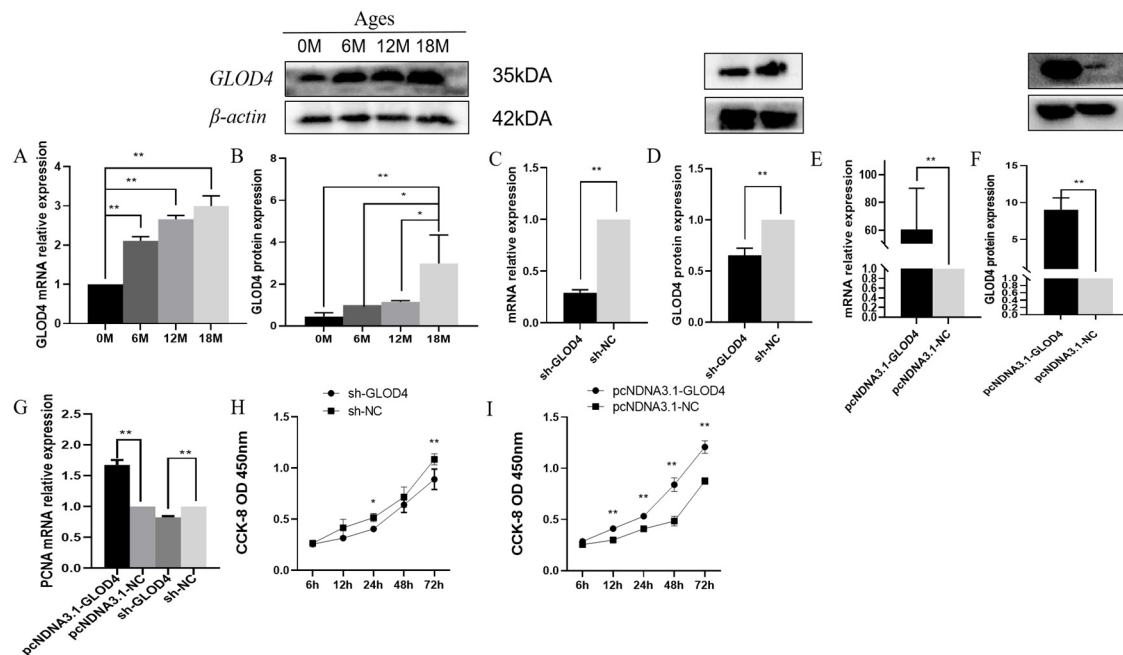 Ages
0M 6M 12M 18M
GLOD4 35kDA
β-actin 42kDA
A
GLOD4 mRNA relative expression
4
3
2
1
0
**
**
**
0M 6M 12M 18M
B
GLOD4 protein expression
6
4
2
0
**
*
*
0M 6M 12M 18M
C
mRNA relative expression
1.5
1.0
0.5
0.0
**
sh-GLOD4
sh-NC
D
GLOD4 protein expression
1.5
1.0
0.5
0.0
**
sh-GLOD4
sh-NC
E
mRNA relative expression
100
80
60
1.0
0.8
0.6
0.4
0.2
0.0
**
pcNDNA3.1-GLOD4
pcNDNA3.1-NC
F
GLOD4 protein expression
15
10
5
1.0
0.8
0.6
0.4
0.2
0.0
**
pcNDNA3.1-GLOD4
pcNDNA3.1-NC
G
PCNA mRNA relative expression
2.0
1.5
1.0
0.5
0.0
**
**
pcNDNA3.1-GLOD4
pcNDNA3.1-NC
sh-GLOD4
sh-NC
H
sh-GLOD4
sh-NC
CCK-8 OD 450nm
1.5
1.0
0.5
0.0
*
**
6h 12h 24h 48h 72h
I
pcNDNA3.1-GLOD4
pcNDNA3.1-NC
CCK-8 OD 450nm
1.5
1.0
0.5
0.0
**
**
**
**
6h 12h 24h 48h 72h